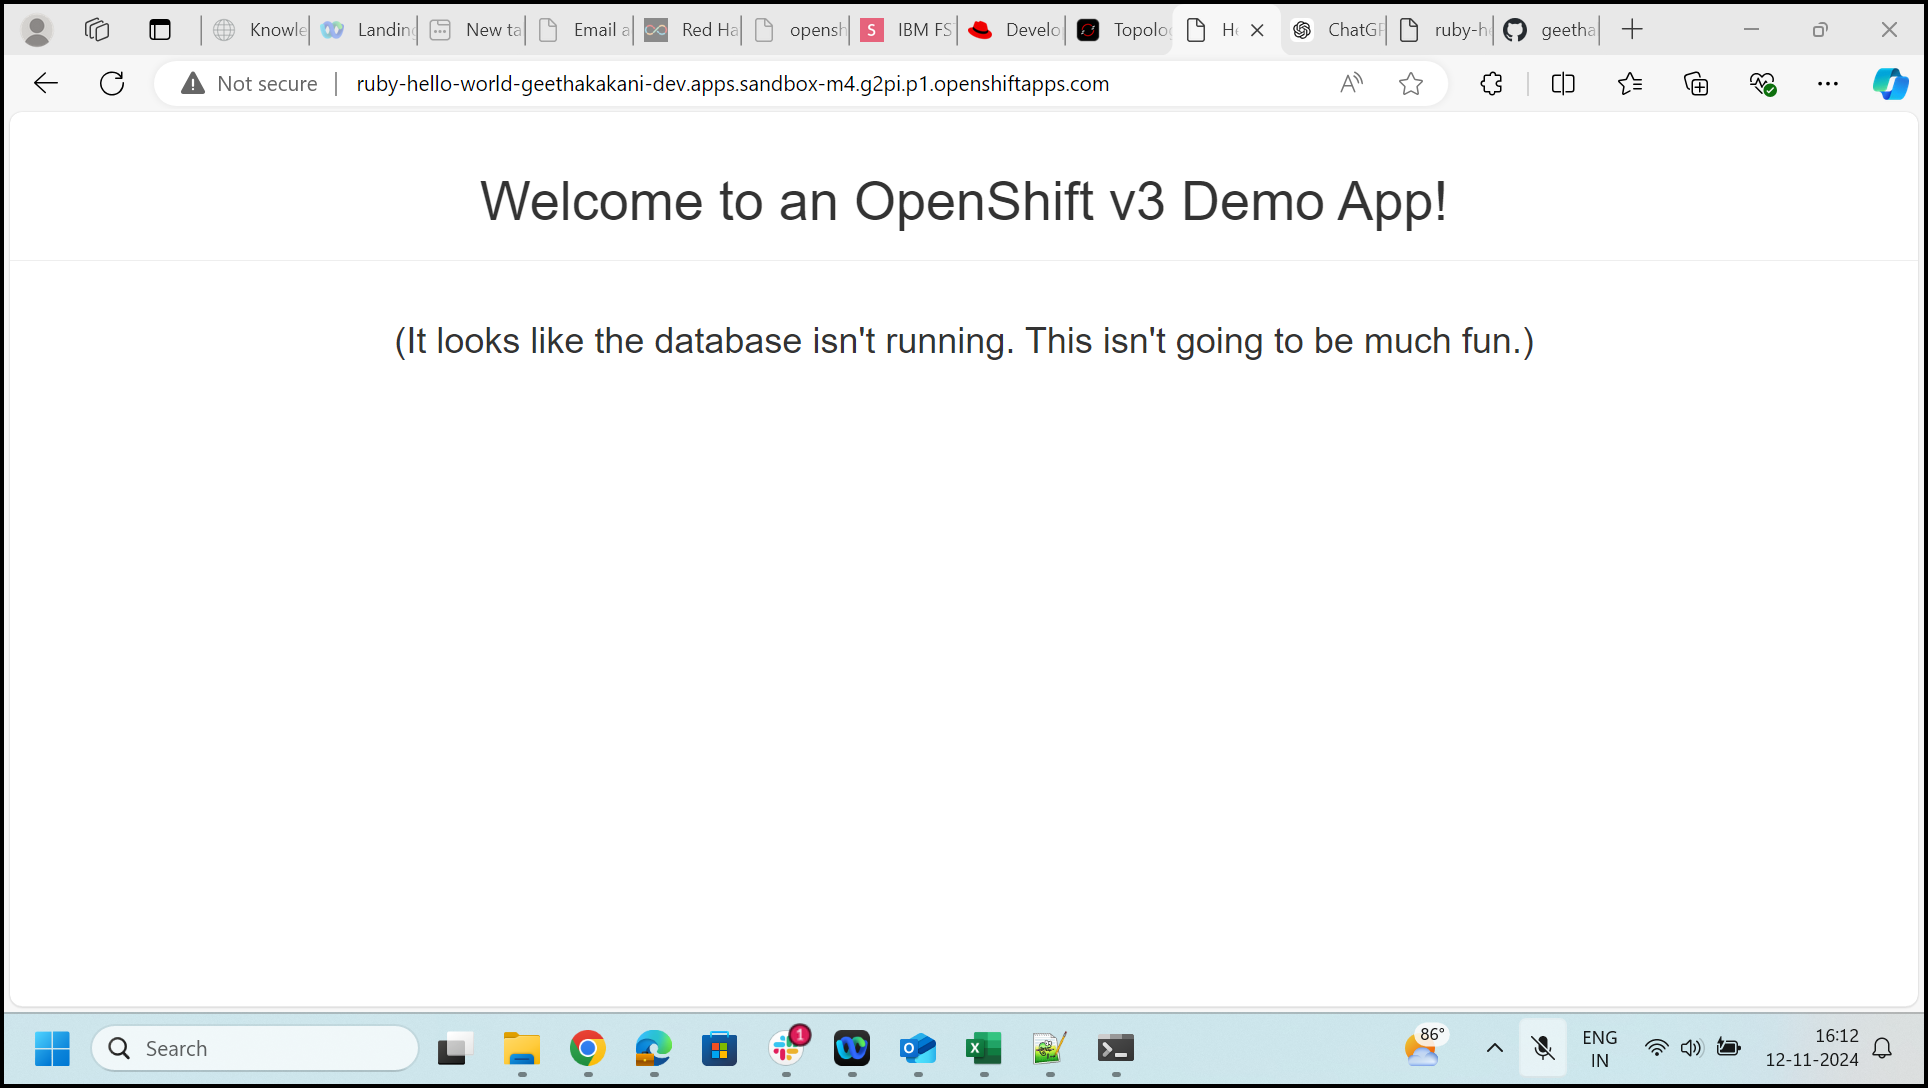 Knowle
Landing
New ta
Email a
Red Ha
opensh
S
IBM FS
Develo
Topolo
He
ChatGP
ruby-h
geetha
Not secure
ruby-hello-world-geethakakani-dev.apps.sandbox-m4.g2pi.p1.openshiftapps.com
Welcome to an OpenShift v3 Demo App!
(It looks like the database isn't running. This isn't going to be much fun.)
Search
1
86°
ENG
IN
16:12
12-11-2024